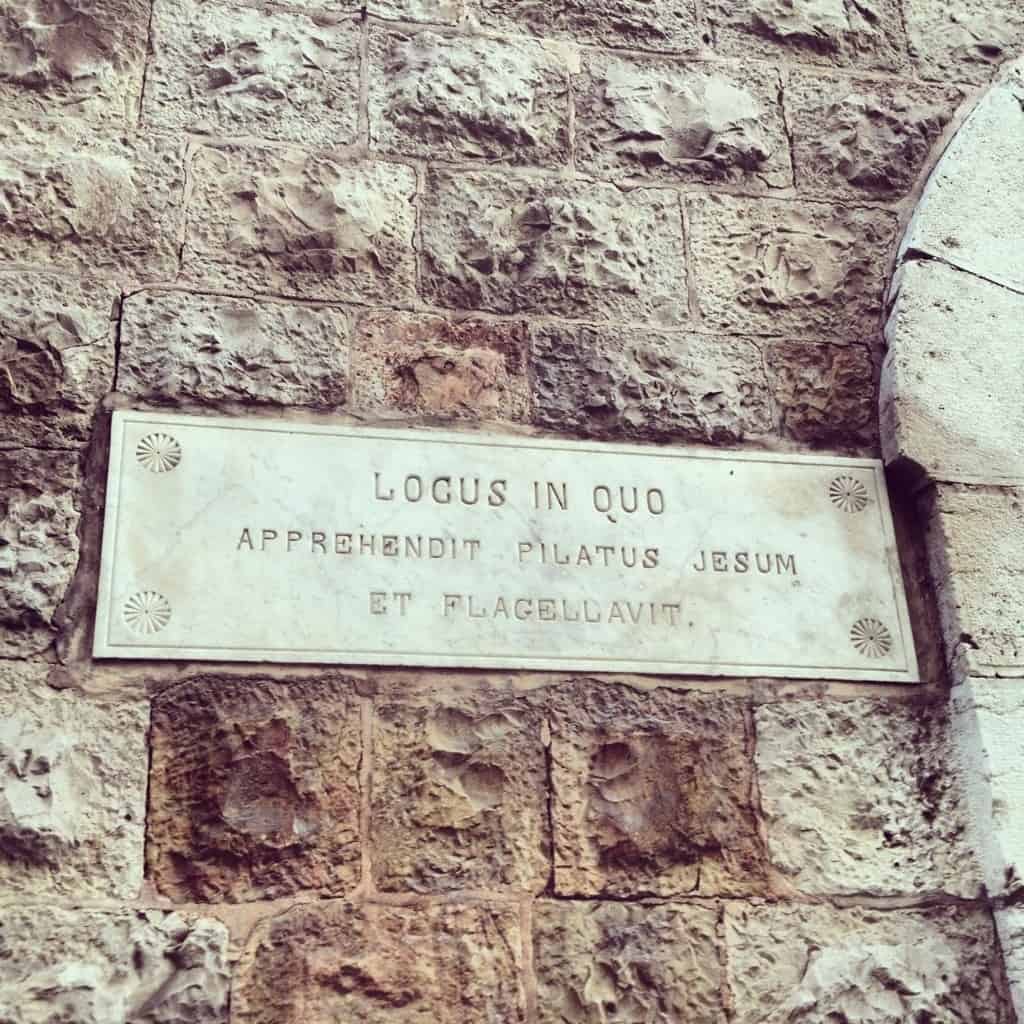 LOCUS IN QUO
APPREHENDIT PILATUS JESUM
ET FLAGELLAVIT.